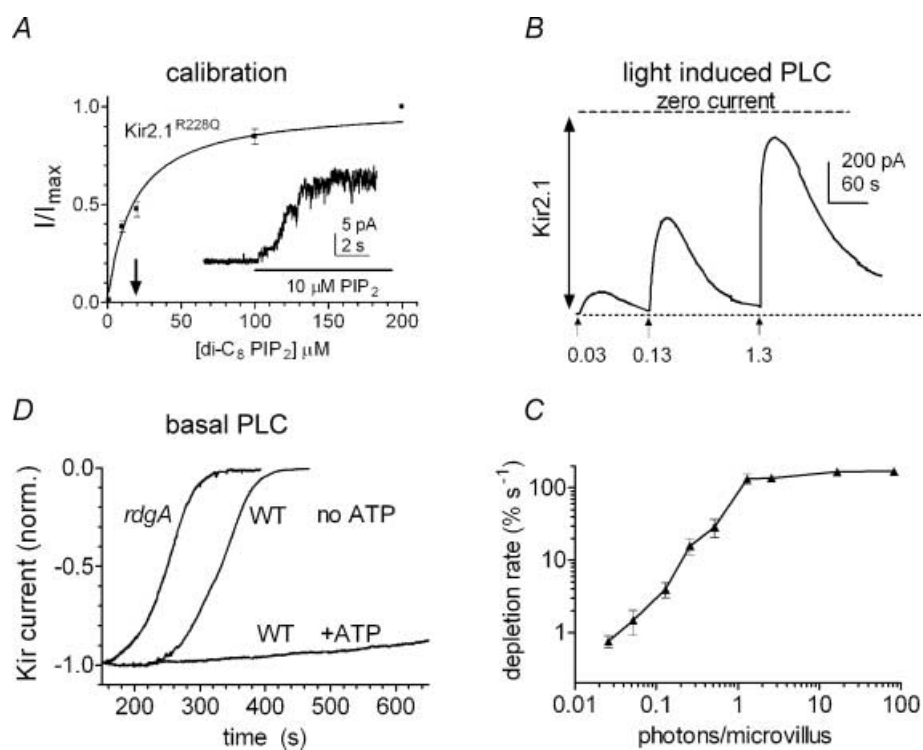 A
calibration
Kir2.1R228Q
I/Imax
1.0
0.5
0.0
5 pA
2 s
10 μM PIP2
0 50 100 150 200
[di-C8 PIP2] μM
B
light induced PLC
zero current
Kir2.1
200 pA
60 s
0.03 0.13 1.3
D
basal PLC
Kir current (norm.)
0.0
-0.5
-1.0
rdgA WT no ATP
WT +ATP
200 300 400 500 600
time (s)
C
depletion rate (% s-1)
100
10
1
0.01 0.1 1 10 100
photons/microvillus